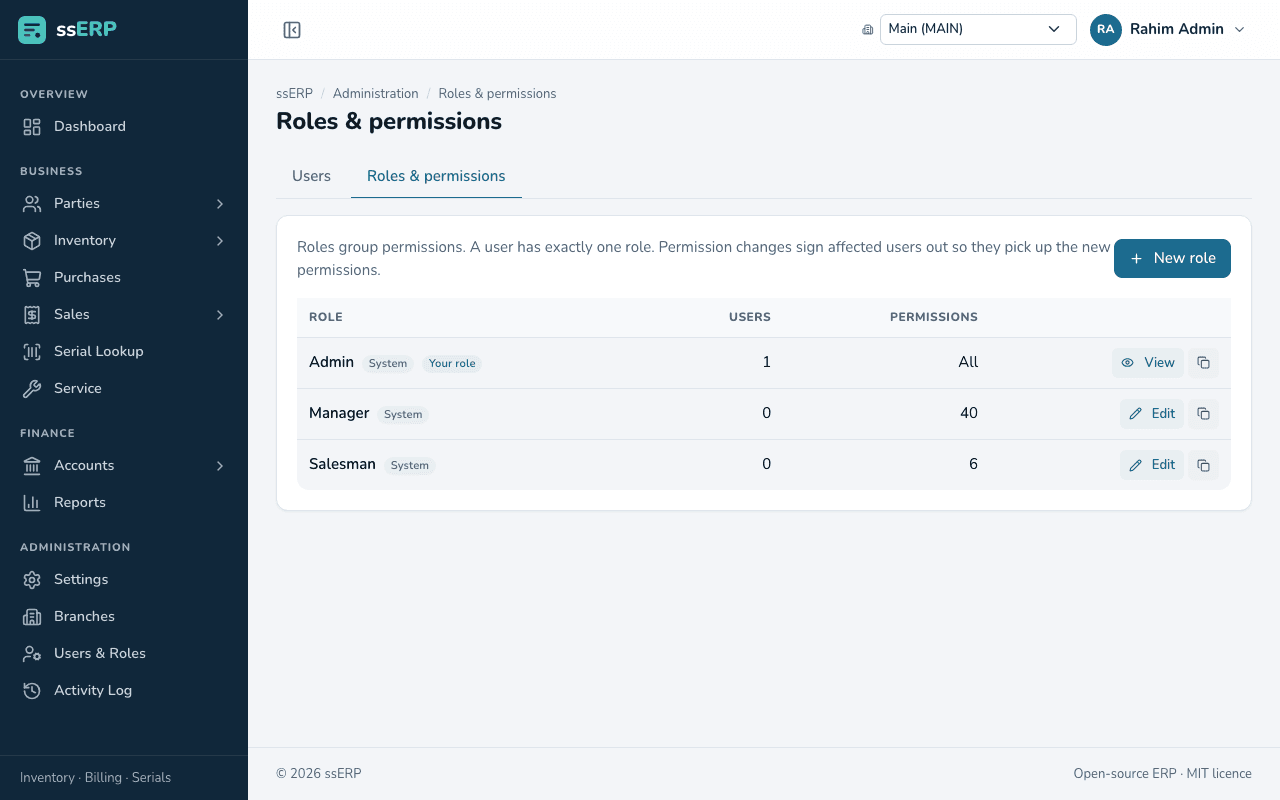 ssERP
Main (MAIN)
RA
Rahim Admin
OVERVIEW
Dashboard
BUSINESS
Parties
Inventory
Purchases
Sales
Serial Lookup
Service
FINANCE
Accounts
Reports
ADMINISTRATION
Settings
Branches
Users & Roles
Activity Log
Inventory · Billing · Serials
ssERP / Administration / Roles & permissions
Roles & permissions
Users Roles & permissions
Roles group permissions. A user has exactly one role. Permission changes sign affected users out so they pick up the new
permissions.
+ New role
ROLE USERS PERMISSIONS
Admin System Your role 1 All View
Manager System 0 40 Edit
Salesman System 0 6 Edit
© 2026 ssERP
Open-source ERP · MIT licence